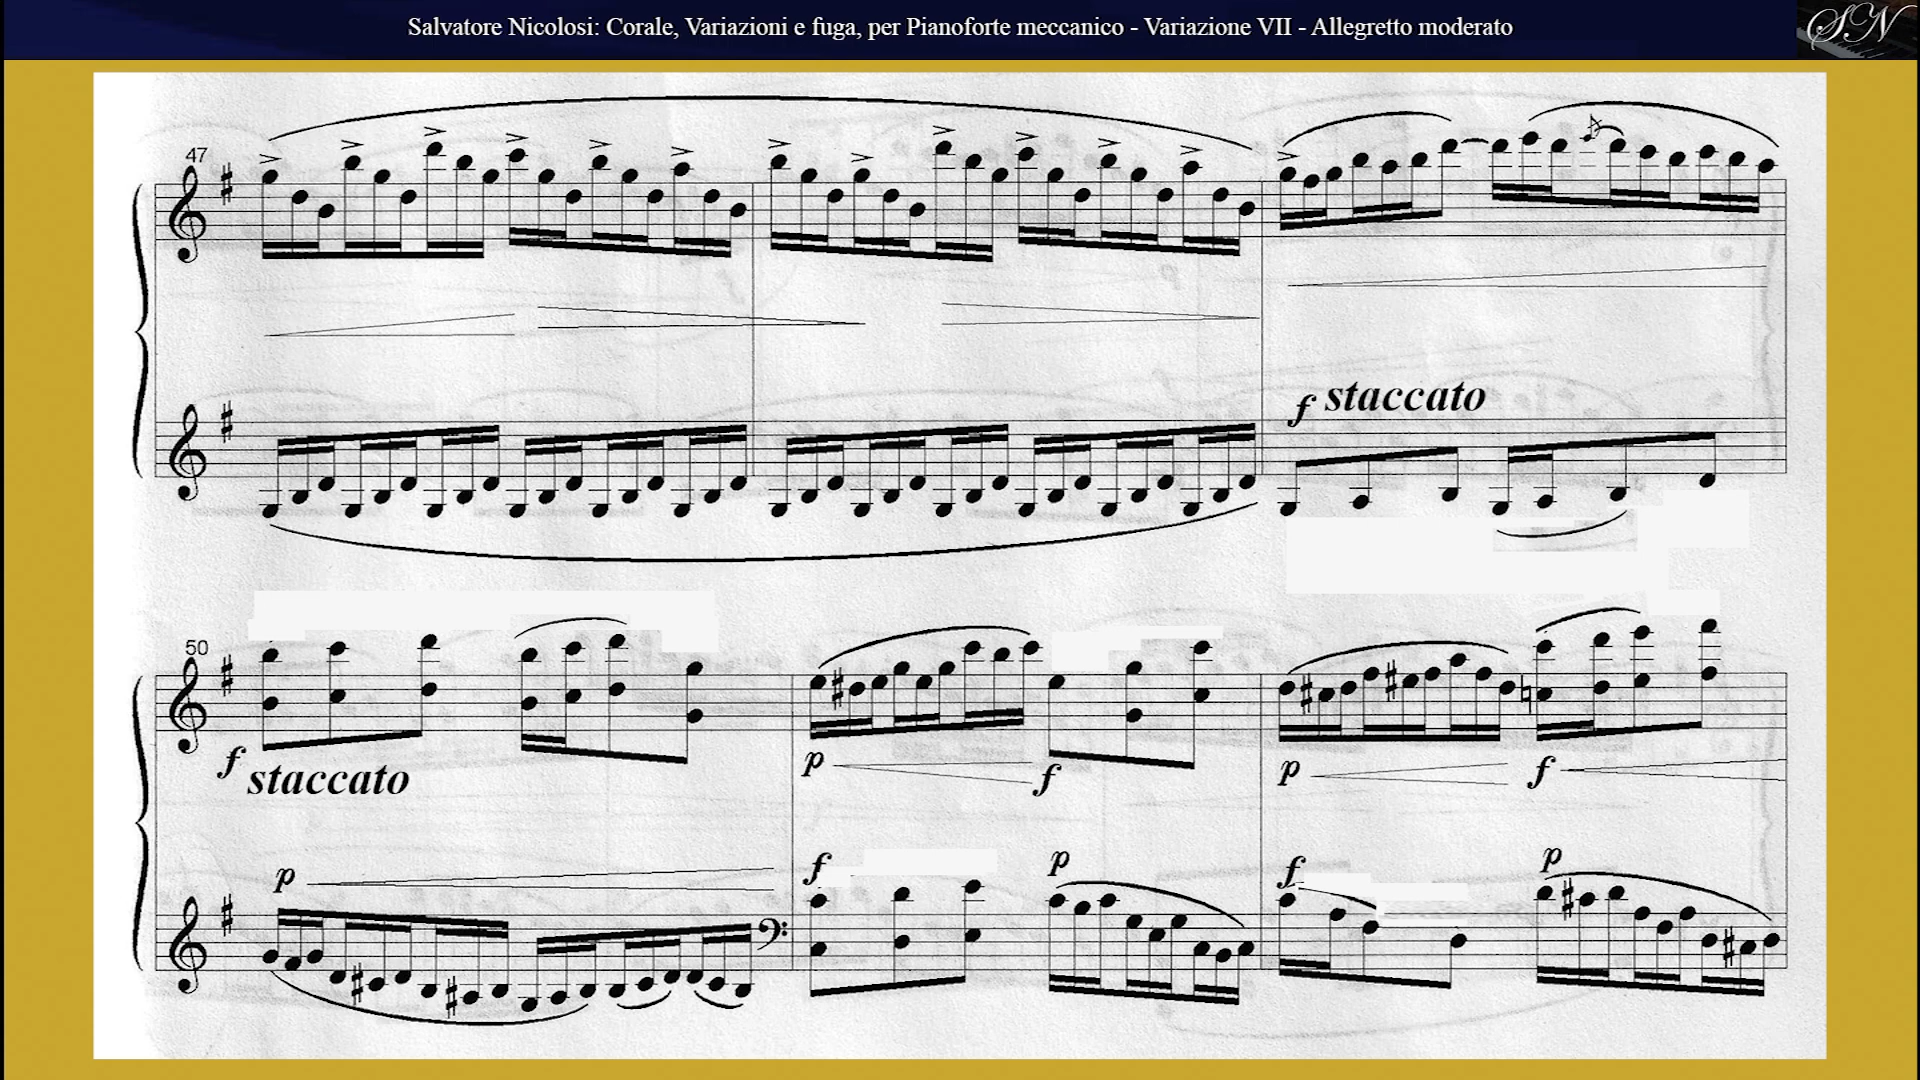 Salvatore Nicolosi: Corale, Variazioni e fuga, per Pianoforte meccanico - Variazione VII - Allegretto moderato
SN
47
f staccato
50
f
staccato
p f
p f
p
f p
f p